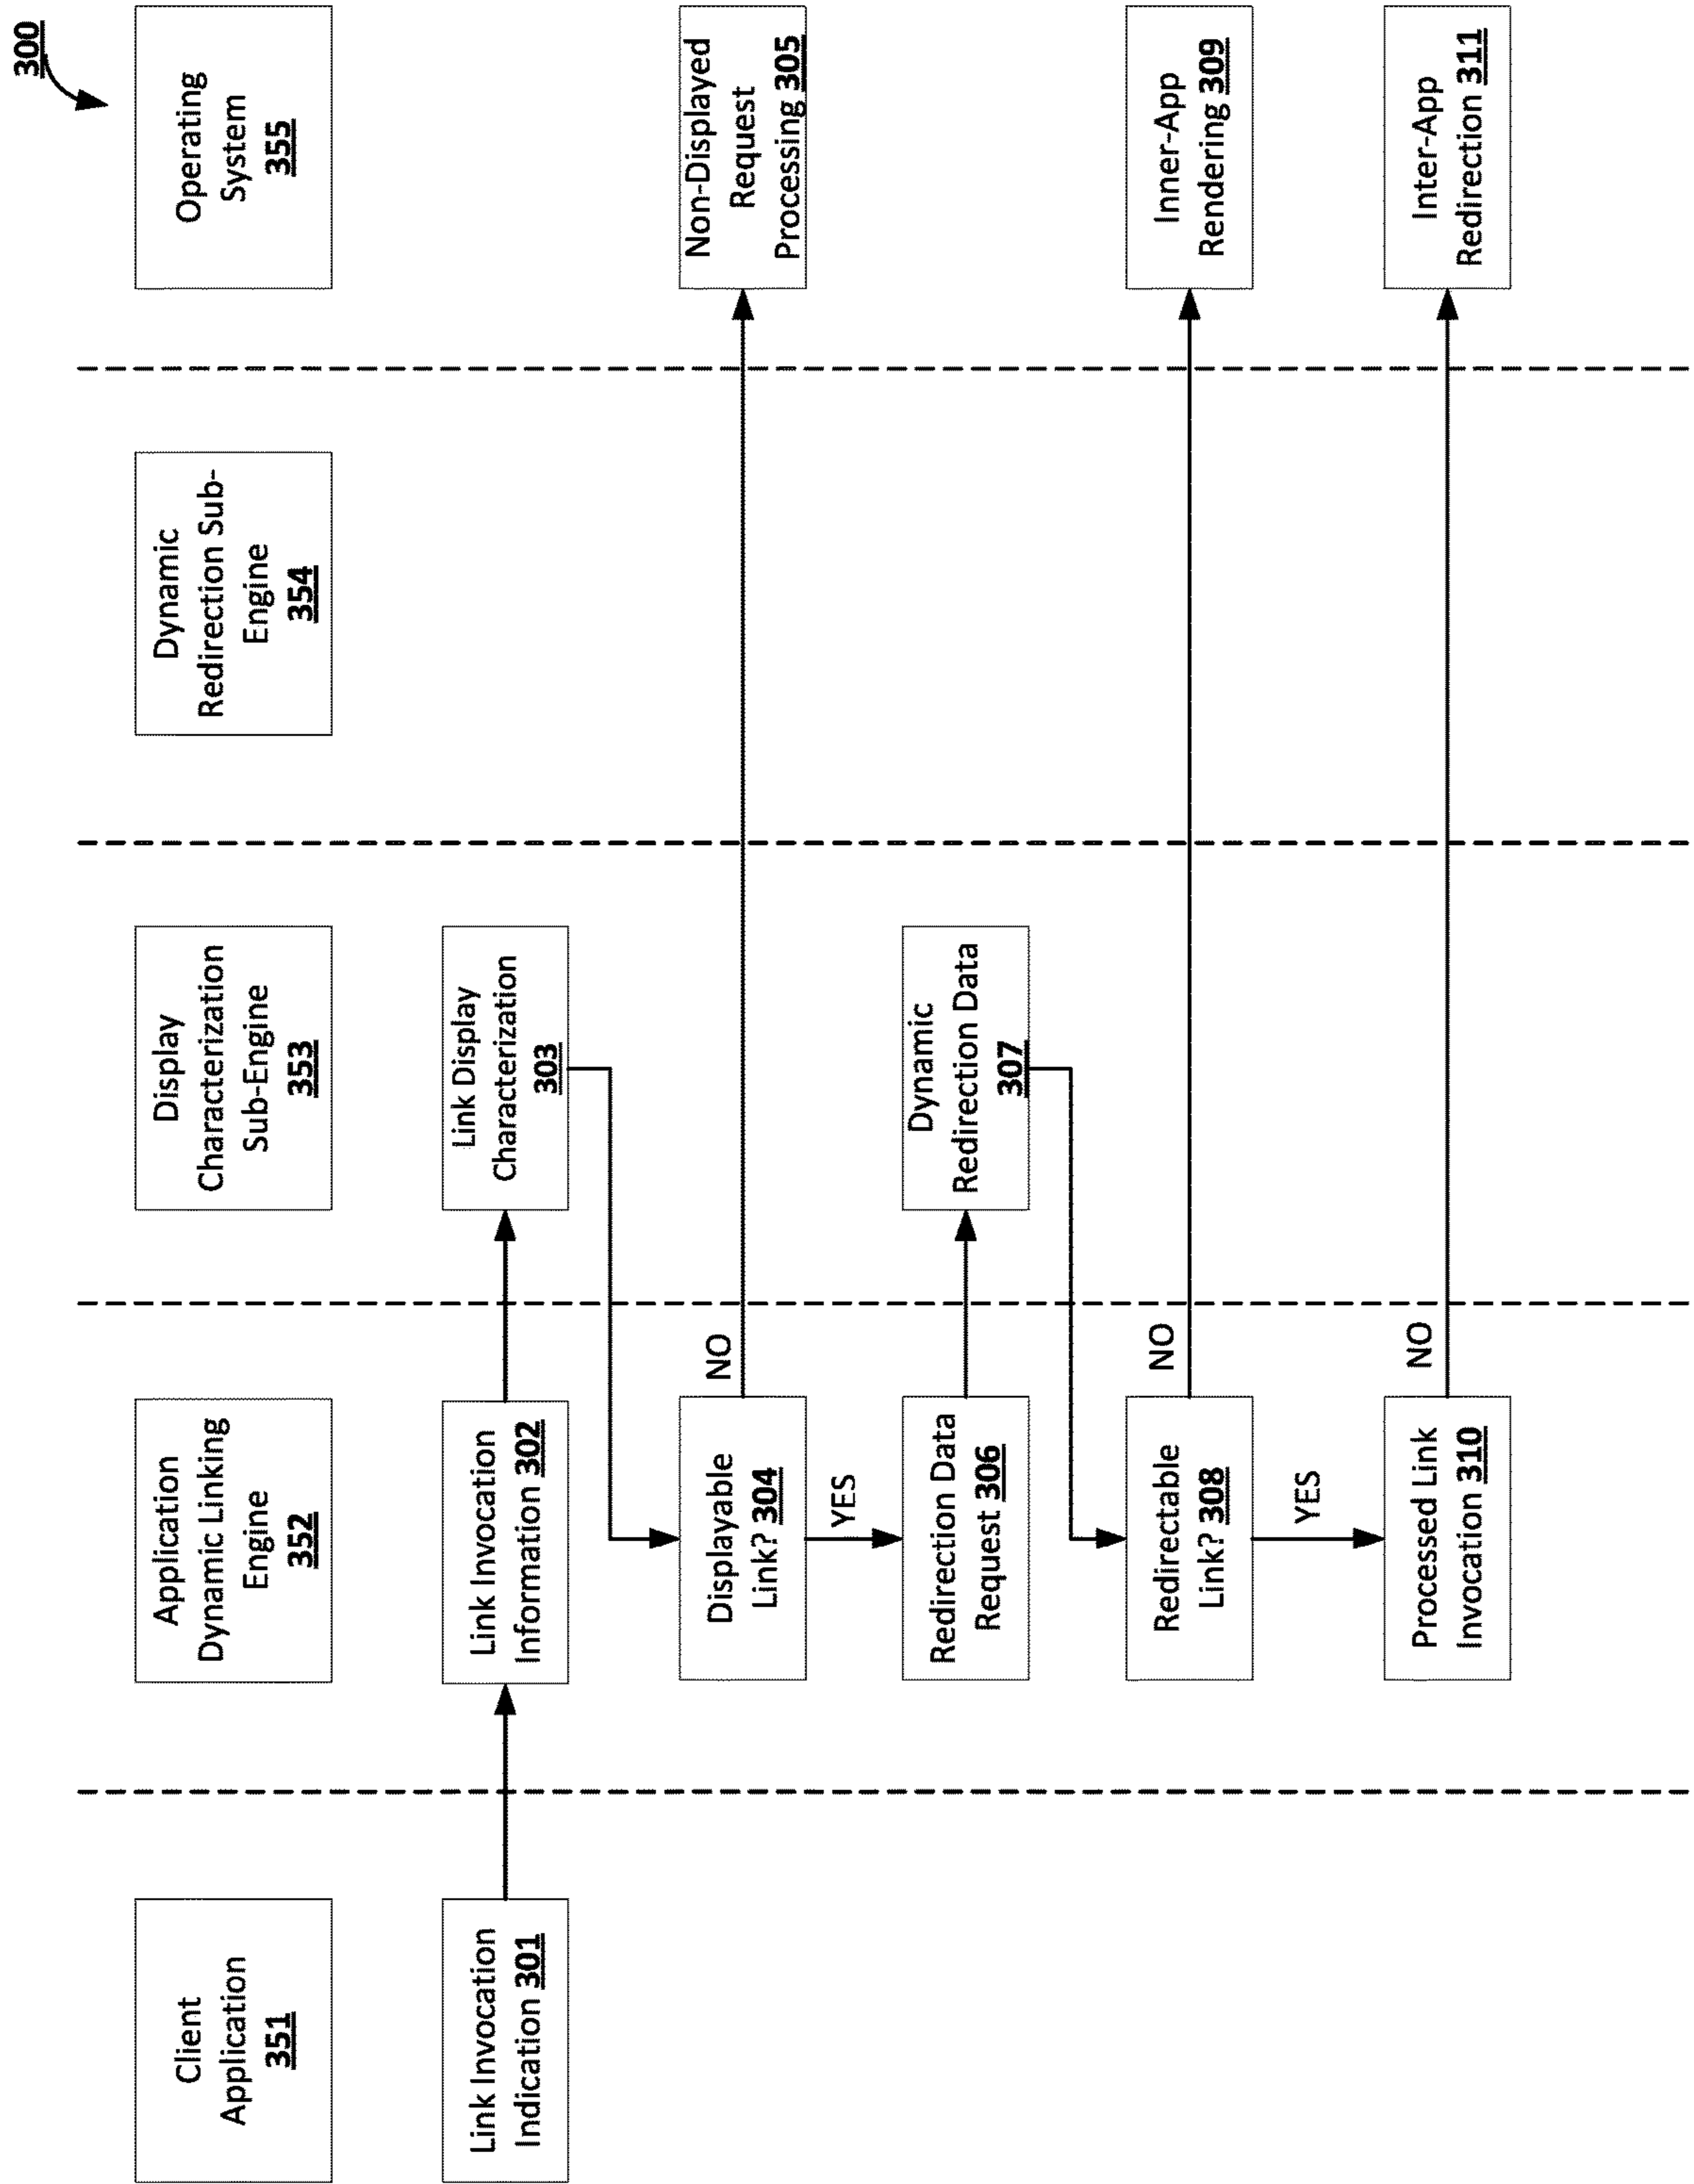 300
Client
Application
351
Application
Dynamic Linking
Engine
352
Display
Characterization
Sub-Engine
353
Dynamic
Redirection Sub-
Engine
354
Operating
System
355
Link Invocation
Indication 301
Link Invocation
Information 302
Link Display
Characterization
303
Displayable
Link? 304
NO
Non-Displayed
Request
Processing 305
YES
Redirection Data
Request 306
Dynamic
Redirection Data
307
Redirectable
Link? 308
NO
Inner-App
Rendering 309
YES
Processed Link
Invocation 310
NO
Inter-App
Redirection 311